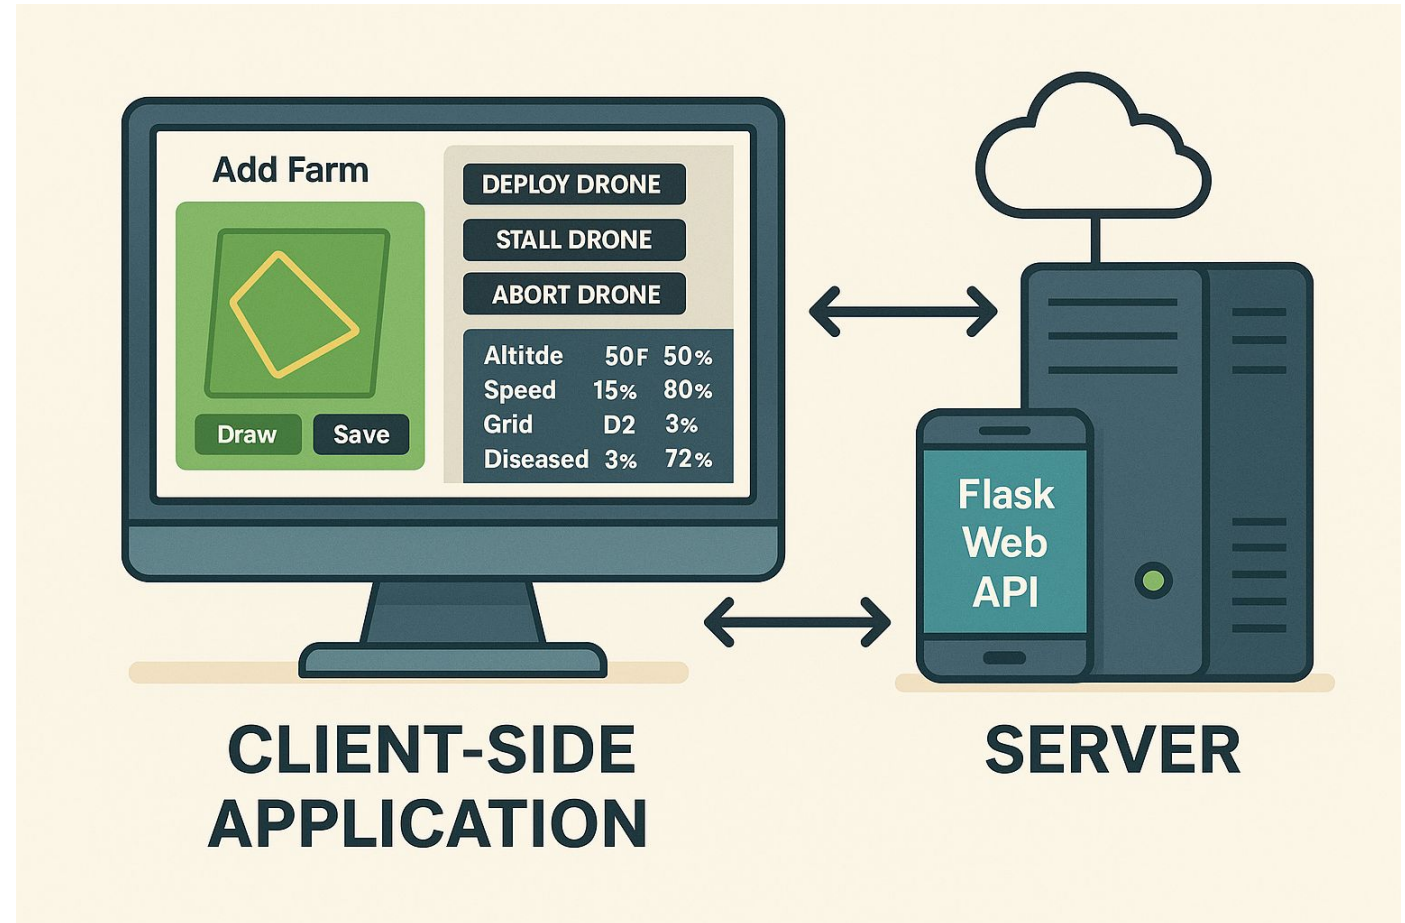 Add Farm
Draw Save
DEPLOY DRONE
STALL DRONE
ABORT DRONE
Altitde 50F 50%
Speed 15% 80%
Grid D2 3%
Diseased 3% 72%
Flask
Web
API
CLIENT-SIDE
APPLICATION
SERVER